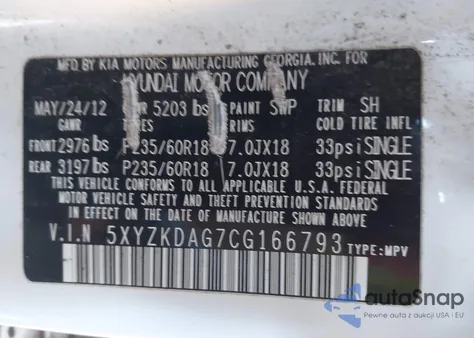 MFD BY KIA MOTORS MANUFACTURING GEORGIA.INC.FOR
HYUNDAI MOTOR COMPANY
MAY/24/12 5203 lbs PAINT SWP TRIM SH
GAWR RIMS COLD TIRE INFL
FRONT 2976 lbs P235/60R18 7.0JX18 33psi SINGLE
REAR 3197 lbs P235/60R18 7.0JX18 33psi SINGLE
THIS VEHICLE CONFORMS TO ALL APPLICABLE U.S.A. FEDERAL
MOTOR VEHICLE SAFETY AND THEFT PREVENTION STANDARDS
IN EFFECT ON THE DATE OF MANUFACTURE SHOWN ABOVE.
V.I.N 5XYZKDAG7CG166793 TYPE:MPV
autoSnap
Pewne auta z aukcji USA i EU